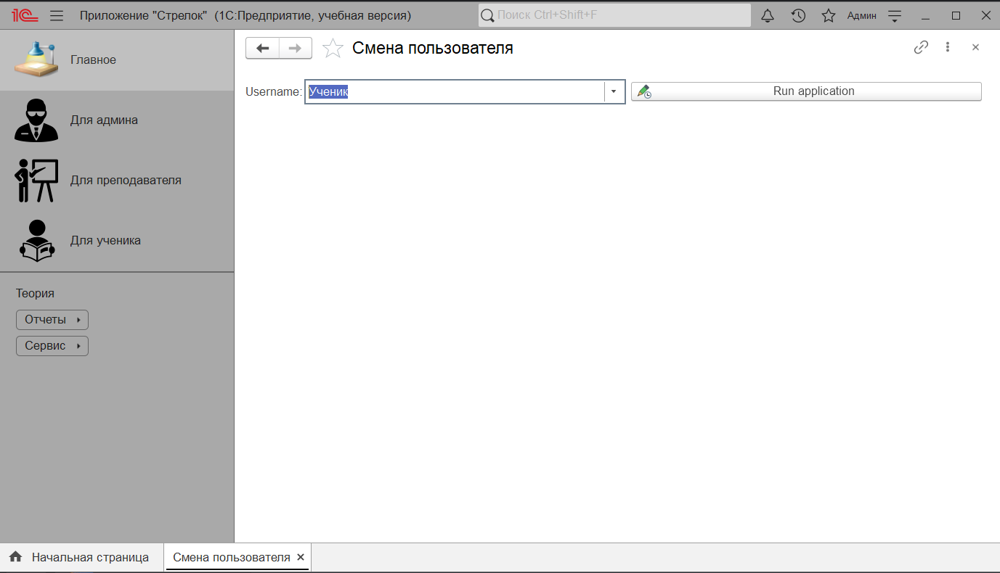 1С Приложение "Стрелок" (1С:Предприятие, учебная версия) Поиск Ctrl+Shift+F Админ
Главное
Для админа
Для преподавателя
Для ученика
Теория
Отчеты
Сервис
Смена пользователя
Username: Ученик Run application
Начальная страница Смена пользователя